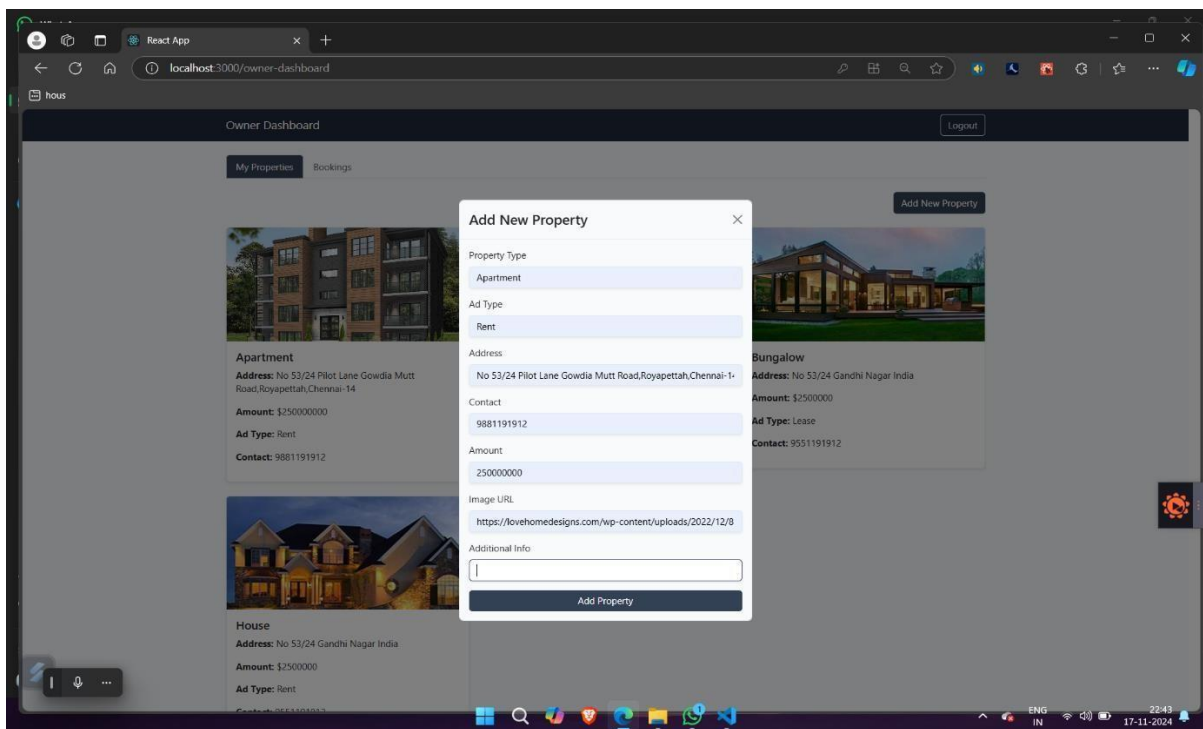 React App
localhost:3000/owner-dashboard
hous
Owner Dashboard
Logout
My Properties
Bookings
Add New Property
Apartment
Address: No 53/24 Pilot Lane Gowdia Mutt
Road,Royapettah,Chennai-14
Amount: $250000000
Ad Type: Rent
Contact: 9881191912
Bungalow
Address: No 53/24 Gandhi Nagar India
Amount: $2500000
Ad Type: Lease
Contact: 9551191912
House
Address: No 53/24 Gandhi Nagar India
Amount: $2500000
Ad Type: Rent
Add New Property
Property Type
Apartment
Ad Type
Rent
Address
No 53/24 Pilot Lane Gowdia Mutt Road,Royapettah,Chennai-1
Contact
9881191912
Amount
250000000
Image URL
https://lovehomedesigns.com/wp-content/uploads/2022/12/8
Additional Info
Add Property
1
ENG
IN
22:43
17-11-2024